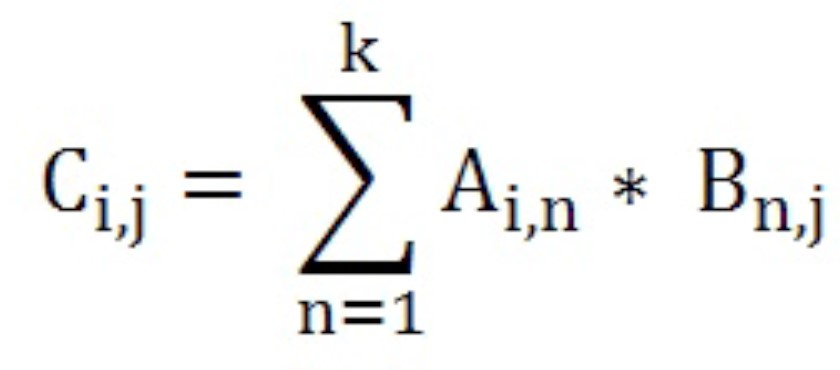 k
C_{i,j} = ∑ A_{i,n} * B_{n,j}
n=1